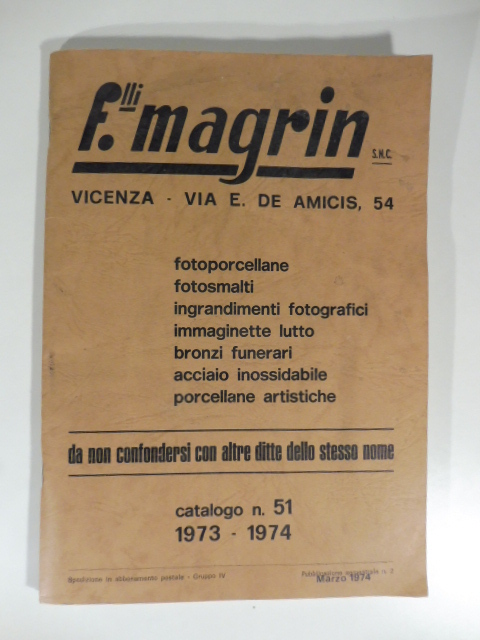 F.lli magrin S.N.C.
VICENZA - VIA E. DE AMICIS, 54
fotoporcellane
fotosmalti
ingrandimenti fotografici
immaginette lutto
bronzi funerari
acciaio inossidabile
porcellane artistiche
da non confondersi con altre ditte dello stesso nome
catalogo n. 51
1973 - 1974
Spedizione in abbonamento postale - Gruppo IV
Pubblicazione n. 2
Marzo 1974